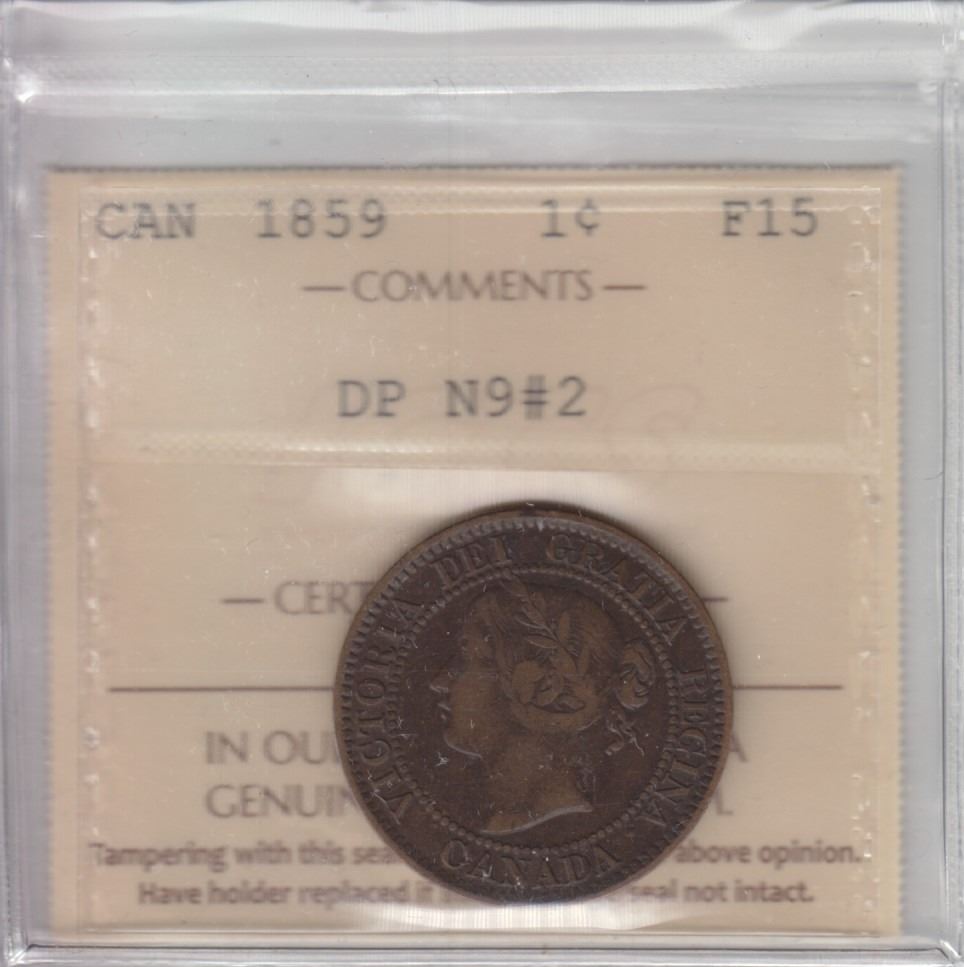 CAN 1859 1¢ F15
—COMMENTS—
DP N9#2
VICTORIA DEI GRATIA REGINA
CANADA
— CERT
IN OU A
GENUIN L
Tampering with this sea above opinion.
Have holder replaced if seal not intact.